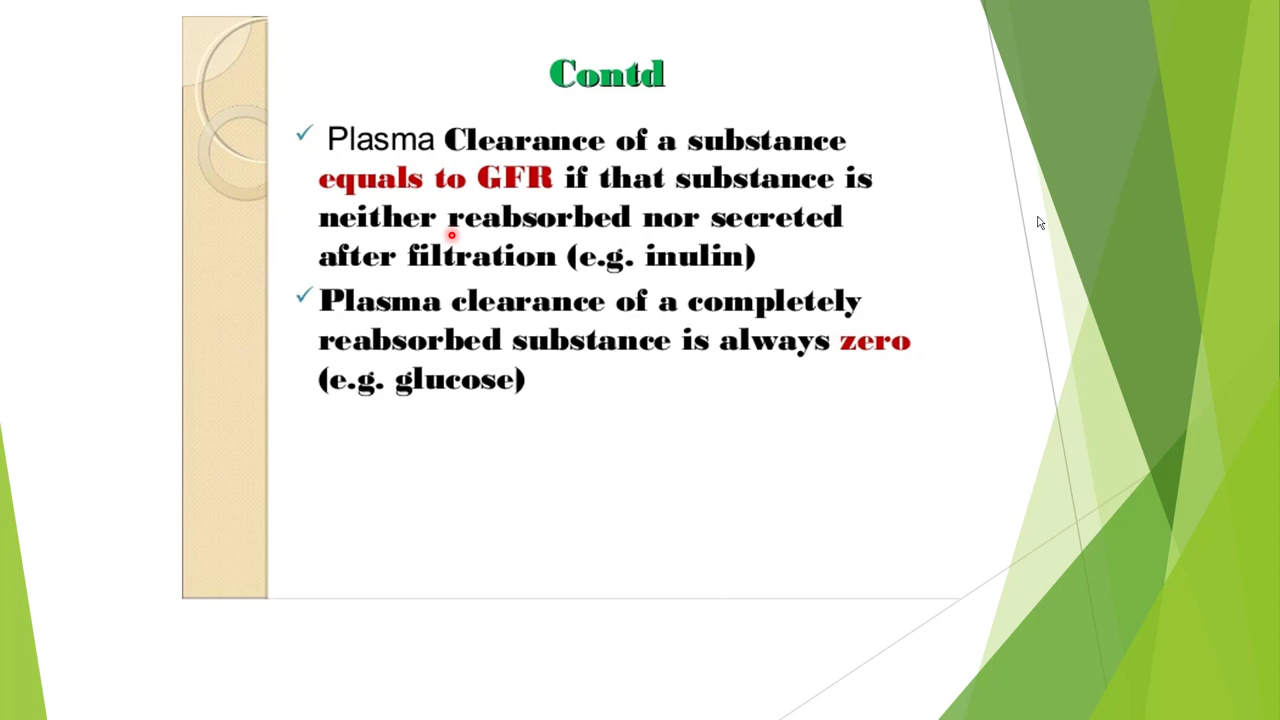 Contd
✓ Plasma Clearance of a substance
equals to GFR if that substance is
neither reabsorbed nor secreted
after filtration (e.g. inulin)
✓ Plasma clearance of a completely
reabsorbed substance is always zero
(e.g. glucose)